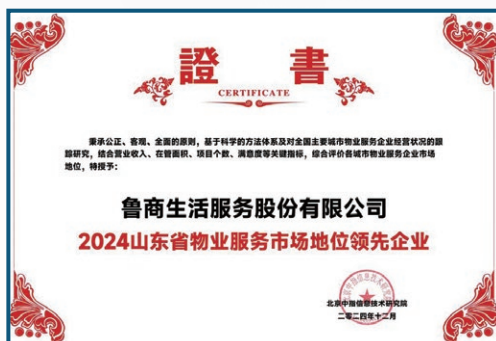 證書
CERTIFICATE
秉承公正、客观、全面的原则，基于科学的方法体系及对全国主要城市物业服务企业经营状况的跟
踪研究，结合营业收入、在管面积、项目个数、满意度等关键指标，综合评价各城市物业服务企业市场
地位，特授予：
鲁商生活服务股份有限公司
2024山东省物业服务市场地位领先企业
北京中指信息技术研究院
二零二四年十二月